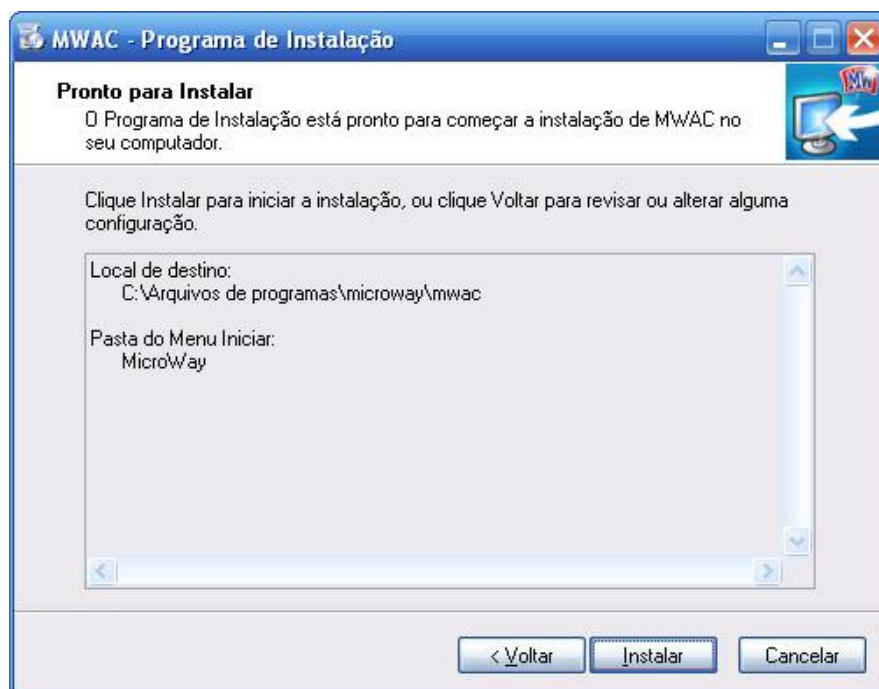 MWAC - Programa de Instalação
Pronto para Instalar
O Programa de Instalação está pronto para começar a instalação de MWAC no
seu computador.
Mw
Clique Instalar para iniciar a instalação, ou clique Voltar para revisar ou alterar alguma
configuração.
Local de destino:
C:\Arquivos de programas\microway\mwac
Pasta do Menu Iniciar:
MicroWay
< Voltar
Instalar
Cancelar